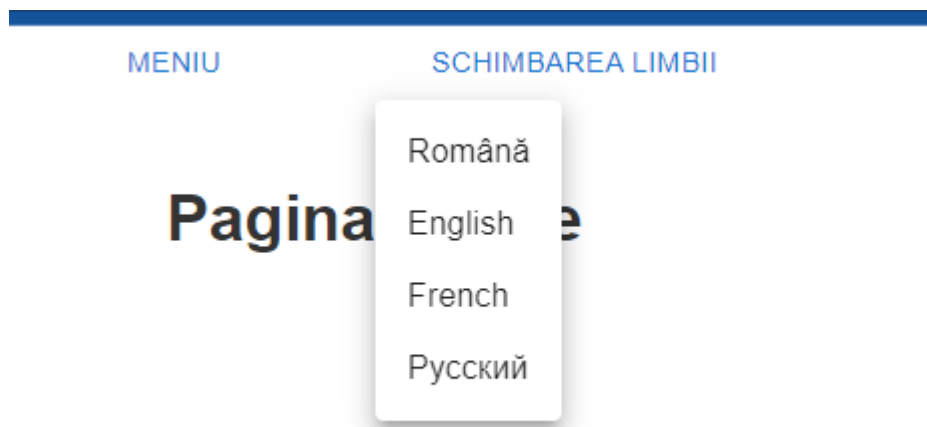 MENIU SCHIMBAREA LIMBII
Română
Pagina
English
French
Русский